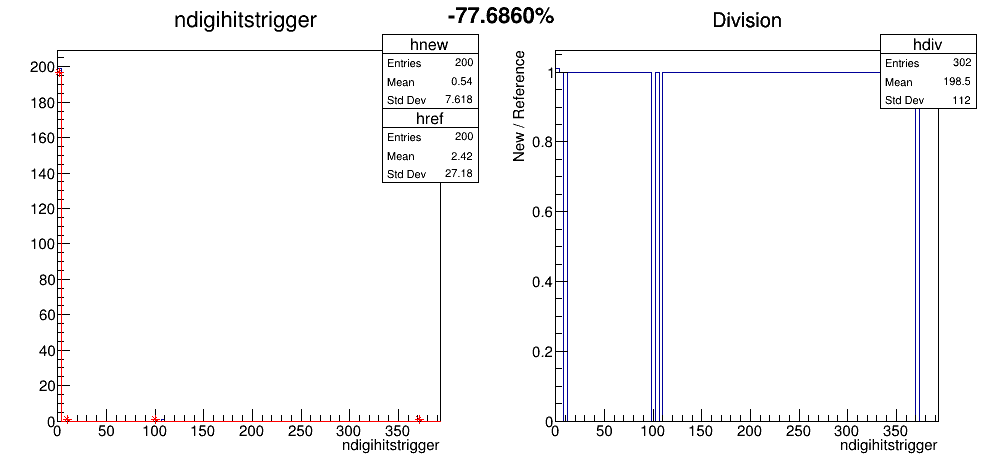 -77.6860%
ndigihitstrigger
hnew
Entries 200
Mean 0.54
Std Dev 7.618
href
Entries 200
Mean 2.42
Std Dev 27.18
200
180
160
140
120
100
80
60
40
20
0
0 50 100 150 200 250 300 350
ndigihitstrigger
Division
hdiv
Entries 302
Mean 198.5
Std Dev 112
New / Reference
1
0.8
0.6
0.4
0.2
0
0 50 100 150 200 250 300 350
ndigihitstrigger